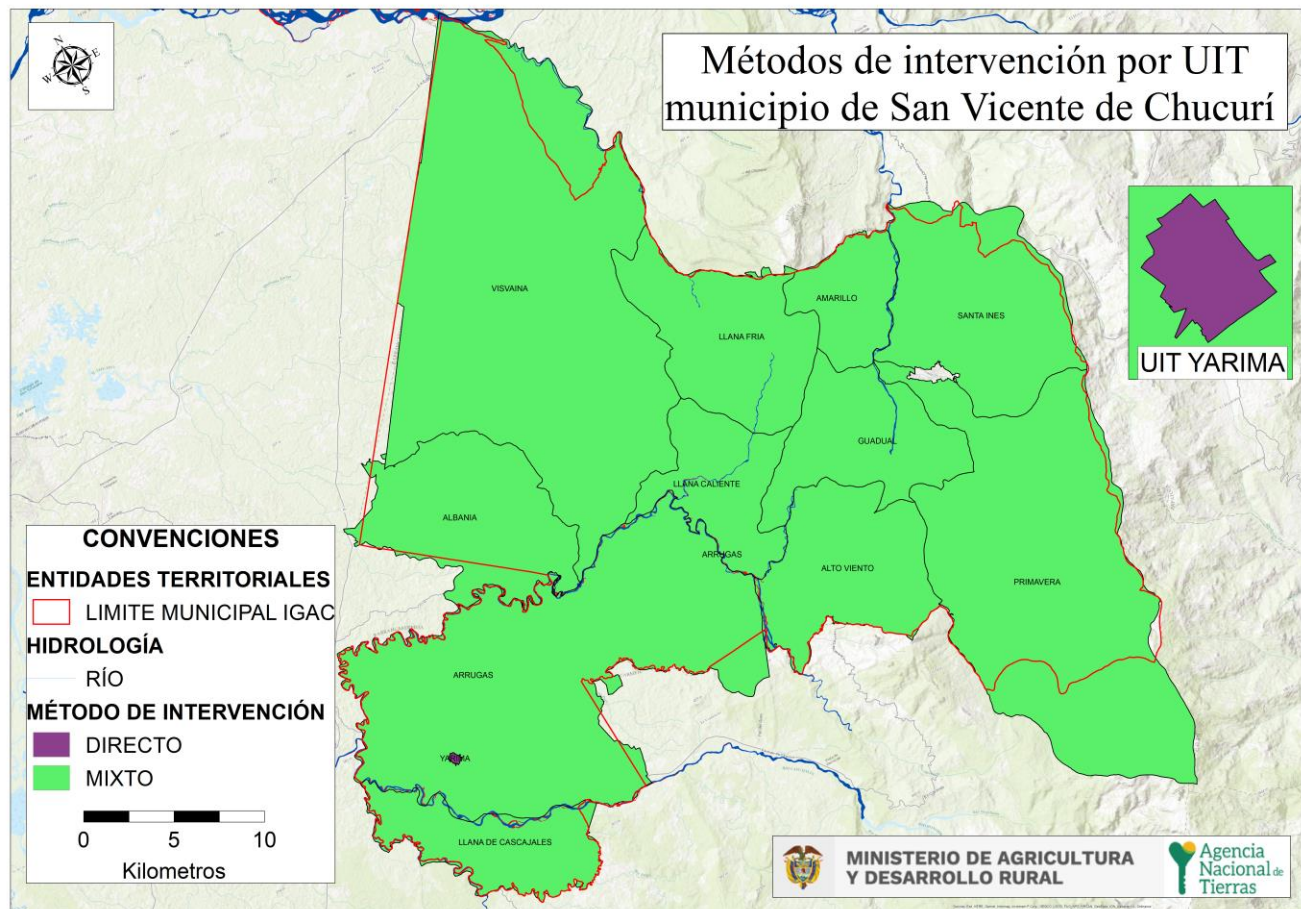 Métodos de intervención por UIT
municipio de San Vicente de Chucurí
N
E
W
S
UIT YARIMA
VISVAINA
AMARILLO
SANTA INES
LLANA FRIA
GUADUAL
LLANA CALIENTE
ALBANIA
ARRUGAS
ALTO VIENTO
PRIMAVERA
ARRUGAS
YARIMA
LLANA DE CASCAJALES
CONVENCIONES
ENTIDADES TERRITORIALES
LIMITE MUNICIPAL IGAC
HIDROLOGÍA
RÍO
MÉTODO DE INTERVENCIÓN
DIRECTO
MIXTO
0 5 10
Kilometros
MINISTERIO DE AGRICULTURA
Y DESARROLLO RURAL
Agencia
Nacional de
Tierras